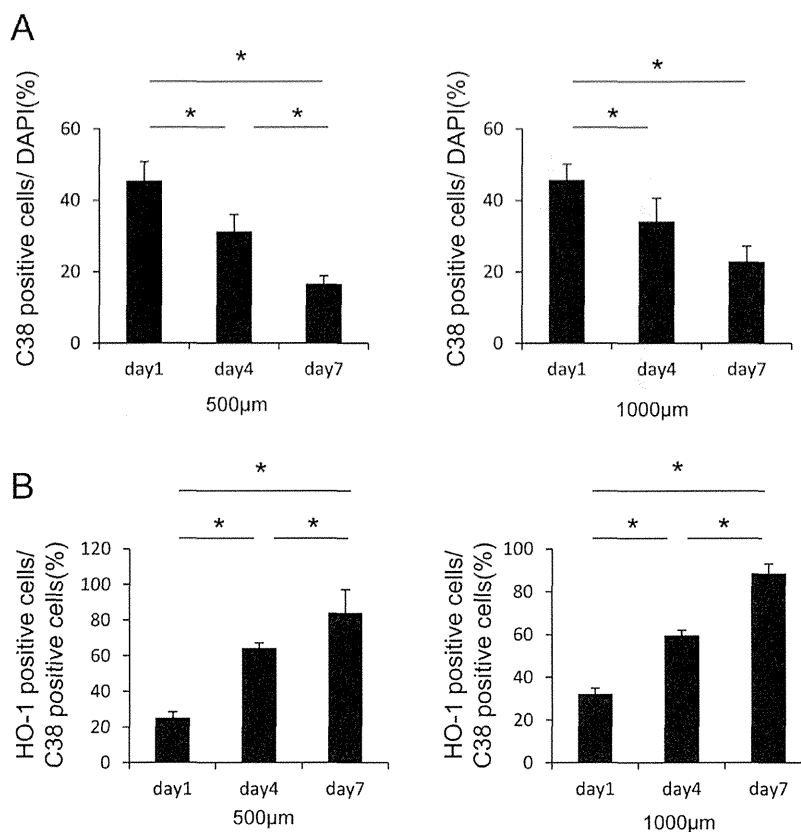 A
C38 positive cells/ DAPI(%)
60
40
20
0
*
*
*
day1
day4
day7
500μm
C38 positive cells/ DAPI(%)
60
40
20
0
*
*
day1
day4
day7
1000μm
B
HO-1 positive cells/
C38 positive cells(%)
120
100
80
60
40
20
0
*
*
*
day1
day4
day7
500μm
HO-1 positive cells/
C38 positive cells(%)
100
80
60
40
20
0
*
*
*
day1
day4
day7
1000μm